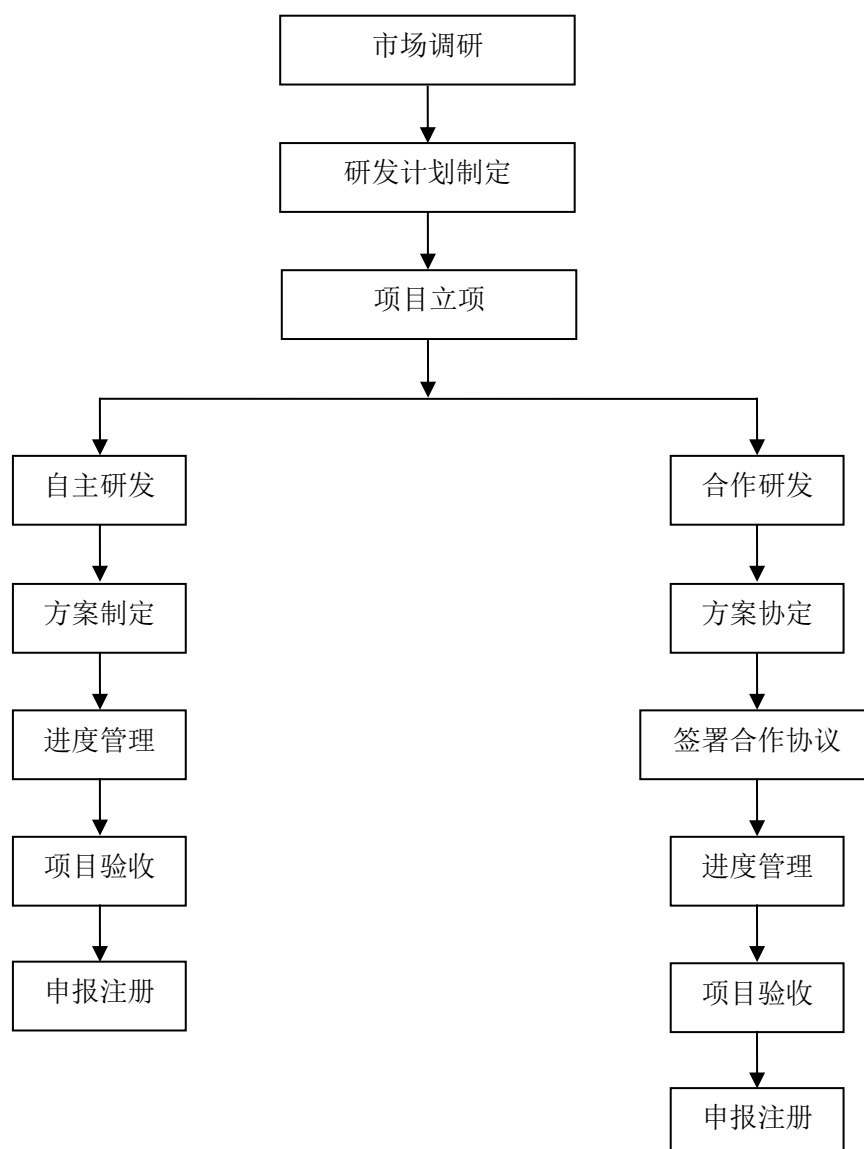 市场调研
研发计划制定
项目立项
自主研发
方案制定
进度管理
项目验收
申报注册
合作研发
方案协定
签署合作协议
进度管理
项目验收
申报注册